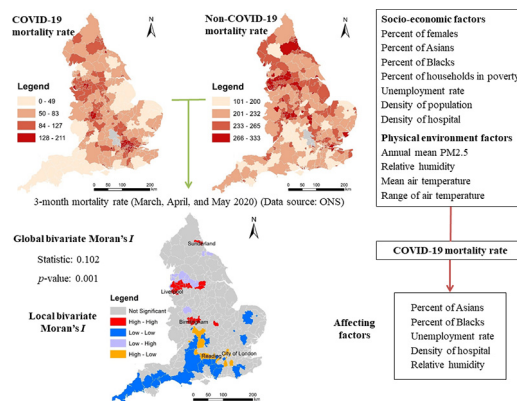 COVID-19
mortality rate
N
Legend
0 - 49
50 - 83
84 - 127
128 - 211
0 50 100 200
km
Non-COVID-19
mortality rate
N
Legend
101 - 200
201 - 232
233 - 265
266 - 333
0 50 100 200
km
3-month mortality rate (March, April, and May 2020) (Data source: ONS)
Global bivariate Moran's I
Statistic: 0.102
p-value: 0.001
Local bivariate
Moran's I
Legend
Not Significant
High - High
Low - Low
Low - High
High - Low
N
Sunderland
Liverpool
Birmingham
Reading
City of London
0 50 100 200
km
Socio-economic factors
Percent of females
Percent of Asians
Percent of Blacks
Percent of households in poverty
Unemployment rate
Density of population
Density of hospital
Physical environment factors
Annual mean PM2.5
Relative humidity
Mean air temperature
Range of air temperature
COVID-19 mortality rate
Affecting
factors
Percent of Asians
Percent of Blacks
Unemployment rate
Density of hospital
Relative humidity